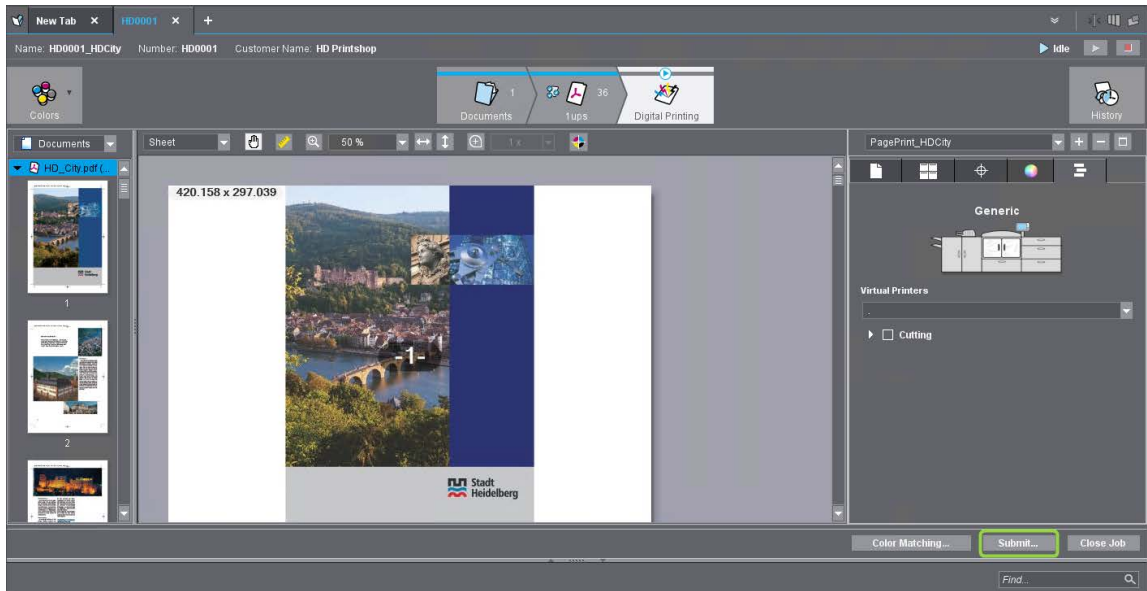 New Tab × HD0001 × +
Name: HD0001_HDCity Number: HD0001 Customer Name: HD Printshop Idle
Colors
1
Documents
36
1ups
Digital Printing
History
Documents
Sheet
50 %
1 x
PagePrint_HDCity
HD_City.pdf (...
420.158 x 297.039
-1-
Stadt
Heidelberg
1
2
Generic
Virtual Printers
.
Cutting
Color Matching... Submit... Close Job
Find...